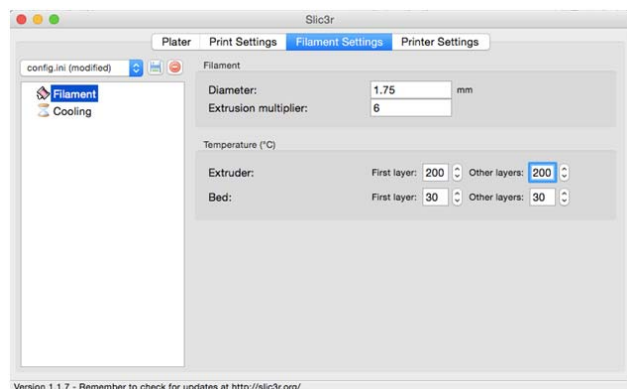 Slic3r
Plater Print Settings Filament Settings Printer Settings
config.ini (modified)
Filament
Cooling
Filament
Diameter: 1.75 mm
Extrusion multiplier: 6
Temperature (°C)
Extruder: First layer: 200 Other layers: 200
Bed: First layer: 30 Other layers: 30
Version 1.1.7 - Remember to check for updates at http://slic3r.org/